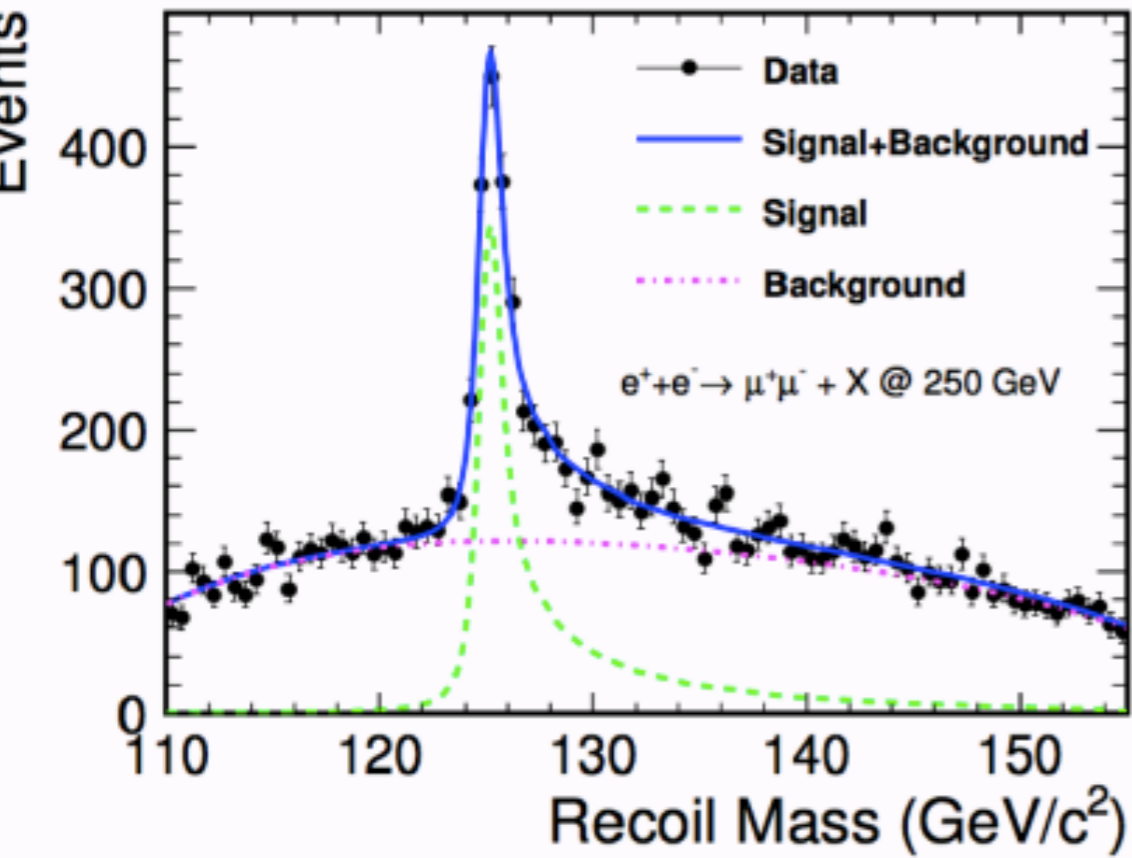 Events
400
300
200
100
0
110 120 130 140 150
Recoil Mass (GeV/c²)
Data
Signal+Background
Signal
Background
e⁺+e⁻→ μ⁺μ⁻ + X @ 250 GeV